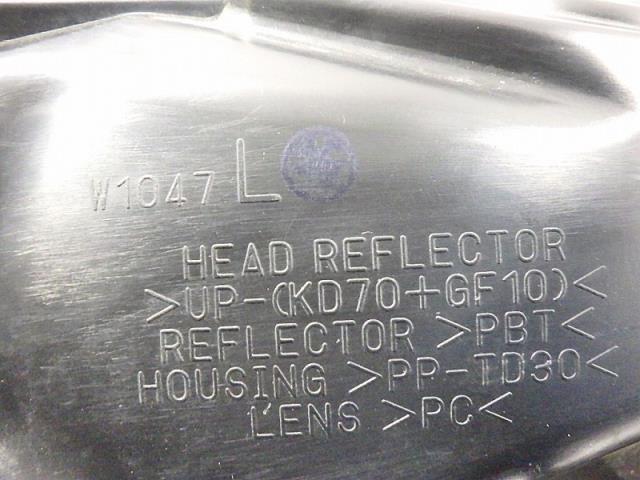 W1047 L
HEAD REFLECTOR
>UP-(KD70+GF10)<
REFLECTOR >PBT<
HOUSING >PP-TD30<
LENS >PC<